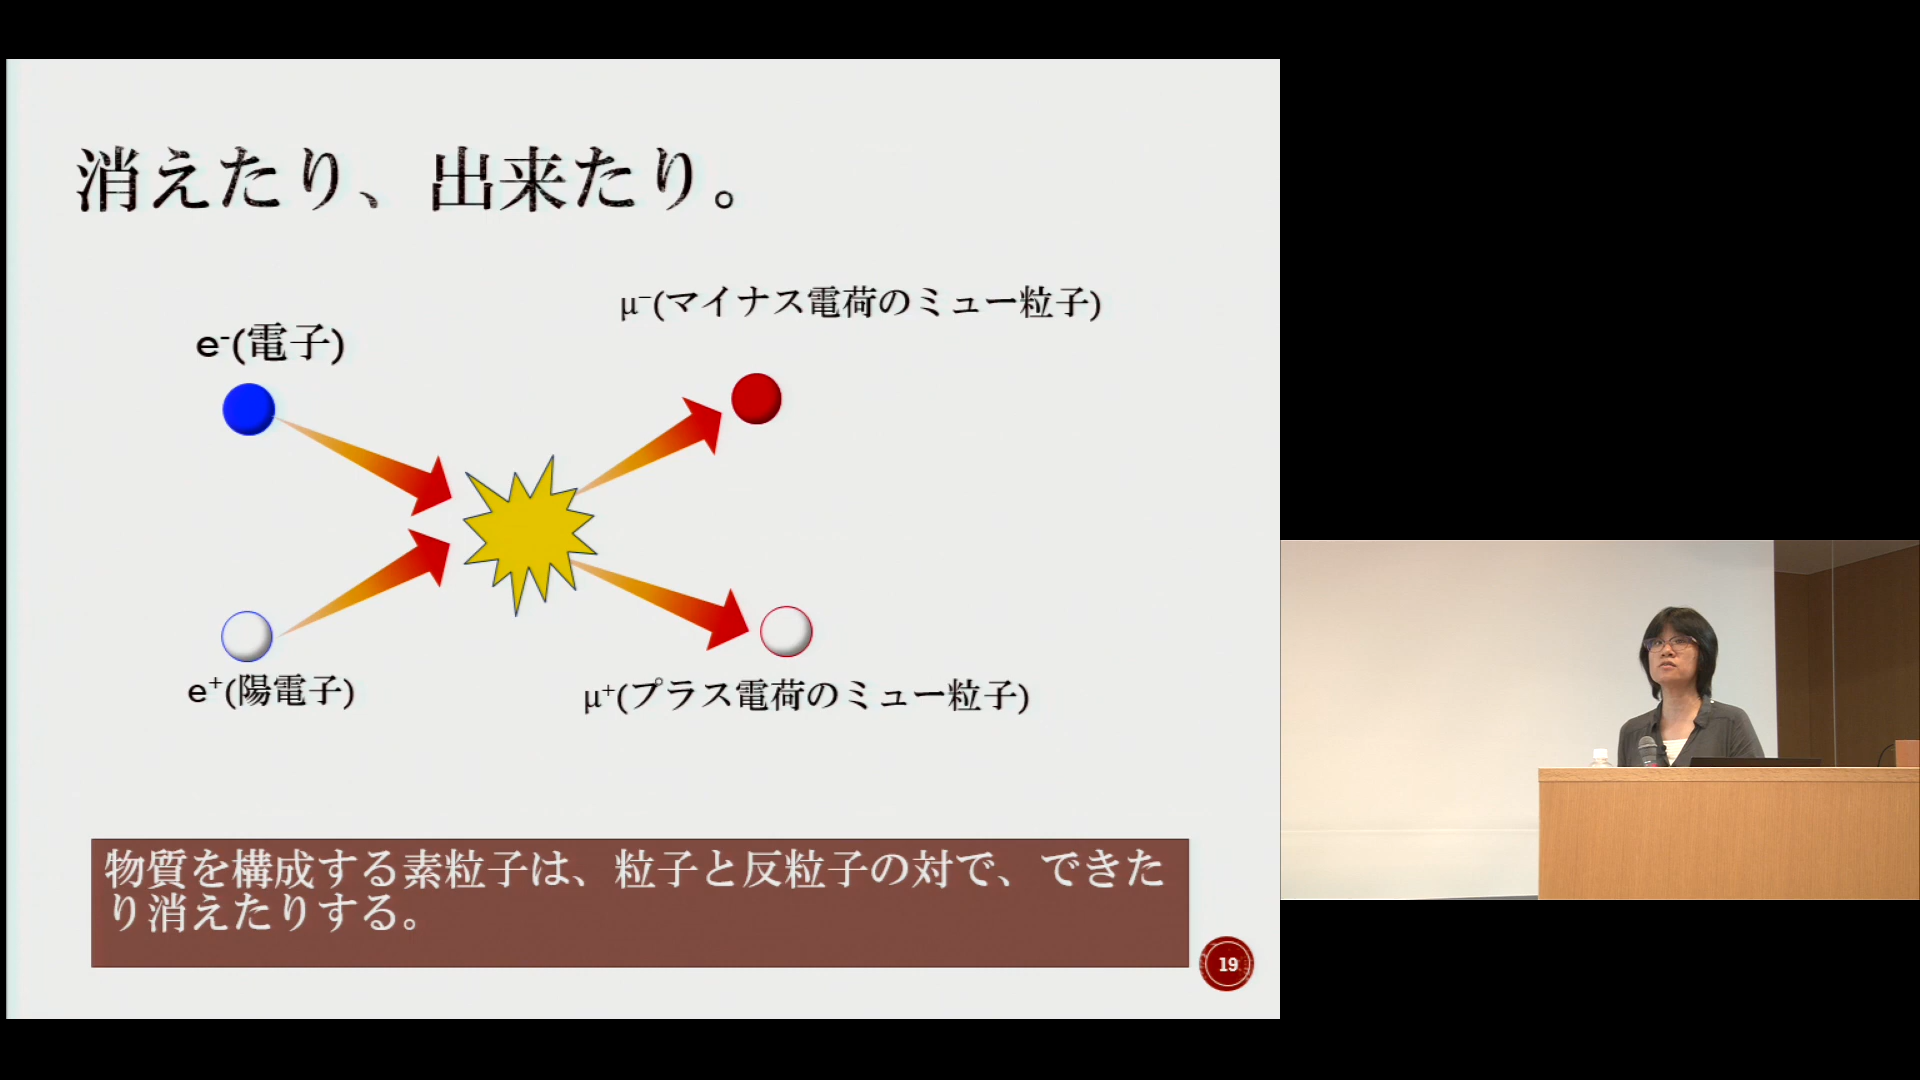 消えたり、出来たり。
μ⁻(マイナス電荷のミュー粒子)
e⁻(電子)
e⁺(陽電子)
μ⁺(プラス電荷のミュー粒子)
物質を構成する素粒子は、粒子と反粒子の対で、できた
り消えたりする。
19